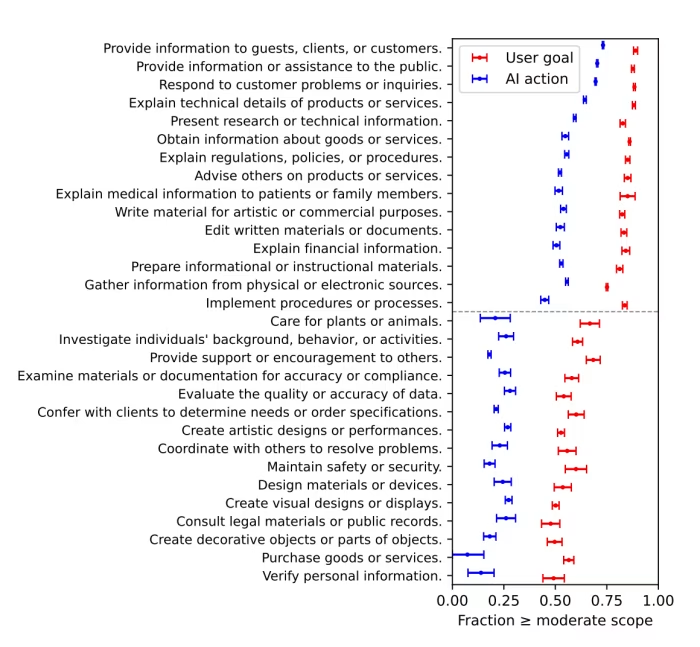 Provide information to guests, clients, or customers.
Provide information or assistance to the public.
Respond to customer problems or inquiries.
Explain technical details of products or services.
Present research or technical information.
Obtain information about goods or services.
Explain regulations, policies, or procedures.
Advise others on products or services.
Explain medical information to patients or family members.
Write material for artistic or commercial purposes.
Edit written materials or documents.
Explain financial information.
Prepare informational or instructional materials.
Gather information from physical or electronic sources.
Implement procedures or processes.
Care for plants or animals.
Investigate individuals' background, behavior, or activities.
Provide support or encouragement to others.
Examine materials or documentation for accuracy or compliance.
Evaluate the quality or accuracy of data.
Confer with clients to determine needs or order specifications.
Create artistic designs or performances.
Coordinate with others to resolve problems.
Maintain safety or security.
Design materials or devices.
Create visual designs or displays.
Consult legal materials or public records.
Create decorative objects or parts of objects.
Purchase goods or services.
Verify personal information.
User goal
AI action
0.00 0.25 0.50 0.75 1.00
Fraction ≥ moderate scope